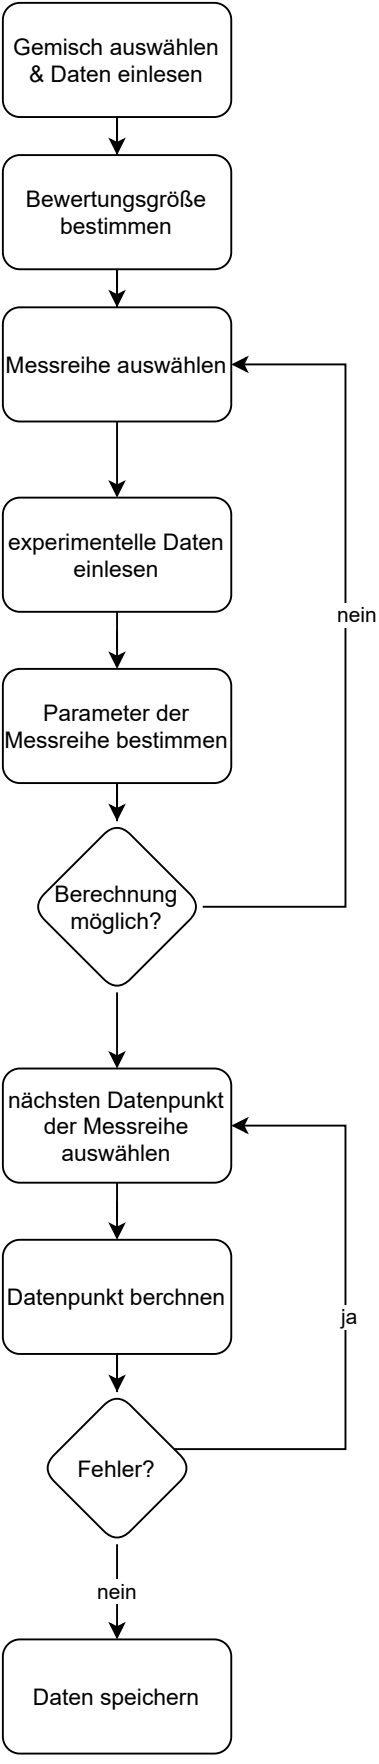 Gemisch auswählen
& Daten einlesen
Bewertungsgröße
bestimmen
Messreihe auswählen
experimentelle Daten
einlesen
nein
Parameter der
Messreihe bestimmen
Berechnung
möglich?
nächsten Datenpunkt
der Messreihe
auswählen
Datenpunkt berchnen
ja
Fehler?
nein
Daten speichern